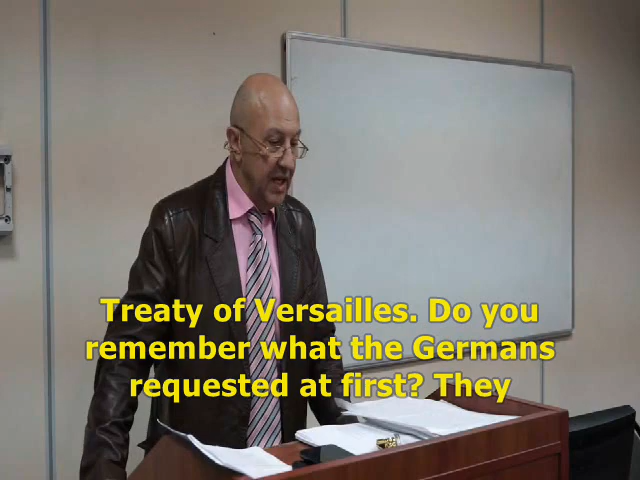 Treaty of Versailles. Do you
remember what the Germans
requested at first? They